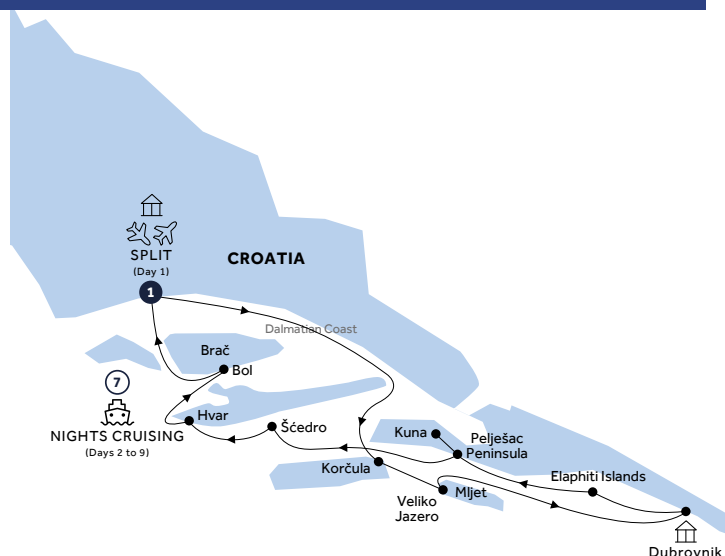 SPLIT
(Day 1)
1
CROATIA
Dalmatian Coast
Brač
Bol
7
NIGHTS CRUISING
(Days 2 to 9)
Hvar
Šćedro
Korčula
Kuna
Pelješac
Peninsula
Veliko
Jazero
Mljet
Elaphiti Islands
Dubrovnik